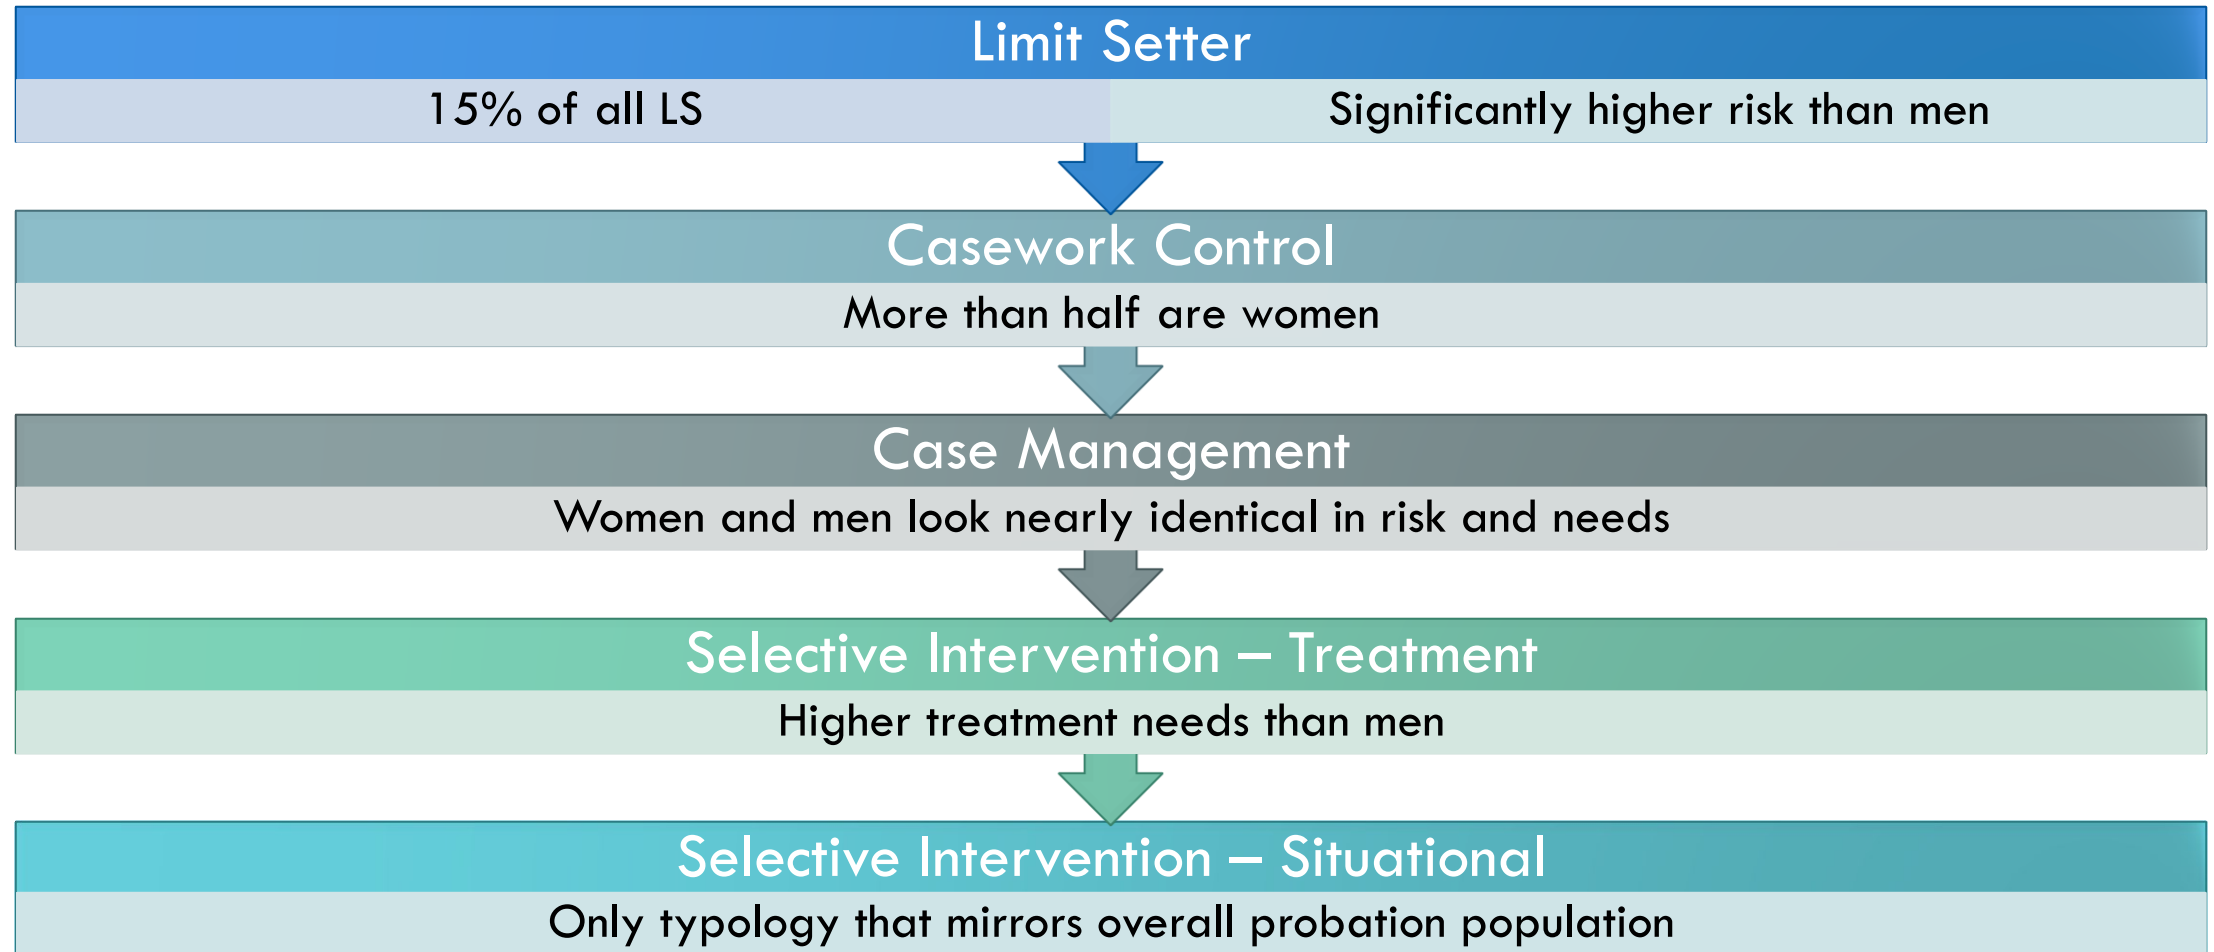 Limit Setter
15% of all LS
Significantly higher risk than men
Casework Control
More than half are women
Case Management
Women and men look nearly identical in risk and needs
Selective Intervention – Treatment
Higher treatment needs than men
Selective Intervention – Situational
Only typology that mirrors overall probation population